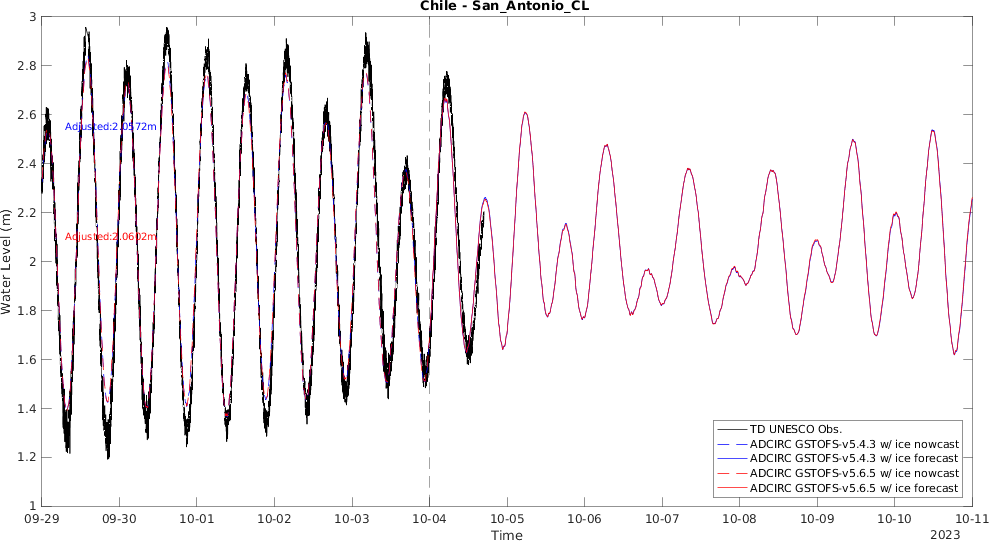 Chile - San_Antonio_CL
3
2.8
2.6
2.4
2.2
2
1.8
1.6
1.4
1.2
1
Water Level (m)
Adjusted:2.0572m
Adjusted:2.0602m
TD UNESCO Obs.
ADCIRC GSTOFS-v5.4.3 w/ ice nowcast
ADCIRC GSTOFS-v5.4.3 w/ ice forecast
ADCIRC GSTOFS-v5.6.5 w/ ice nowcast
ADCIRC GSTOFS-v5.6.5 w/ ice forecast
09-29 09-30 10-01 10-02 10-03 10-04 10-05 10-06 10-07 10-08 10-09 10-10 10-11
Time
2023